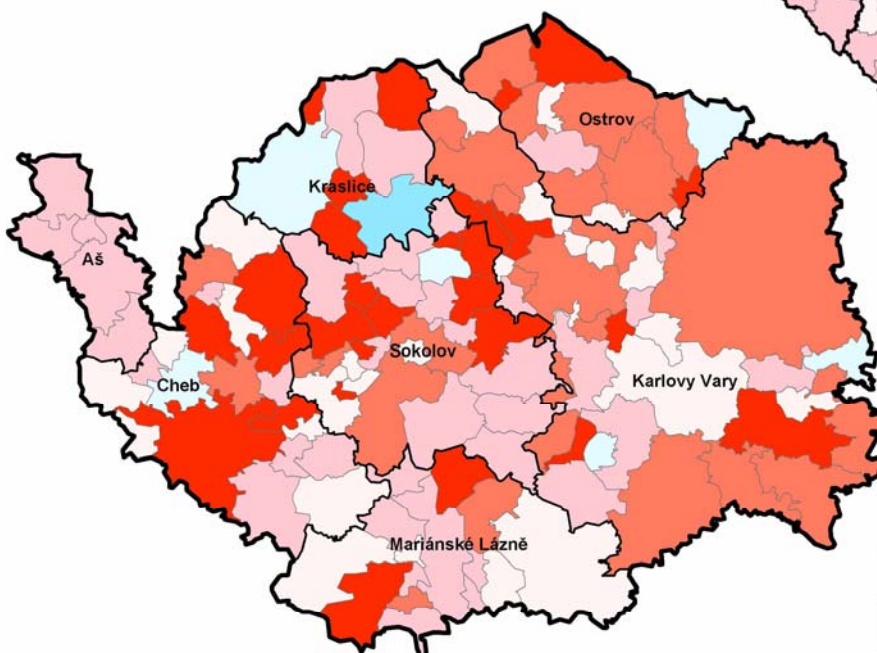 Ostrov
Kraslice
Aš
Sokolov
Cheb
Karlovy Vary
Mariánské Lázně